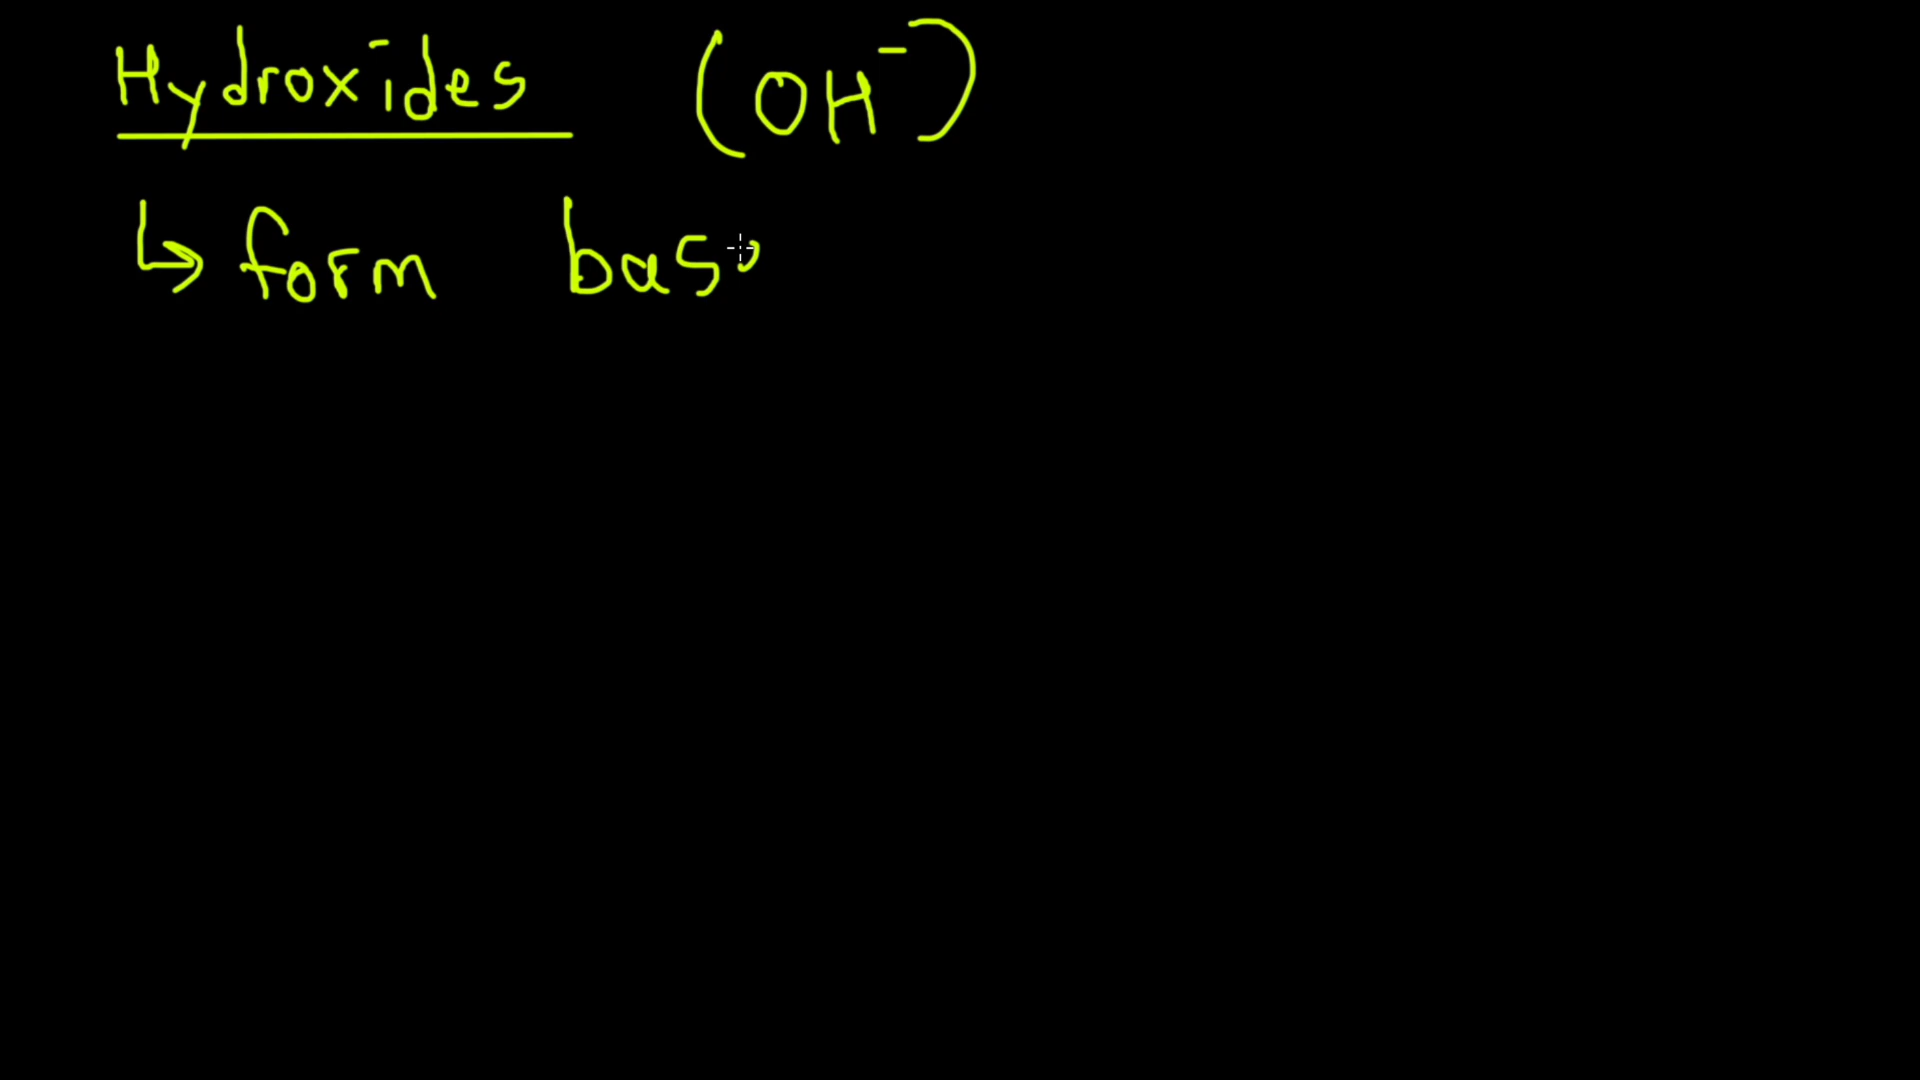 Hydroxides (OH⁻)
↳ form bas